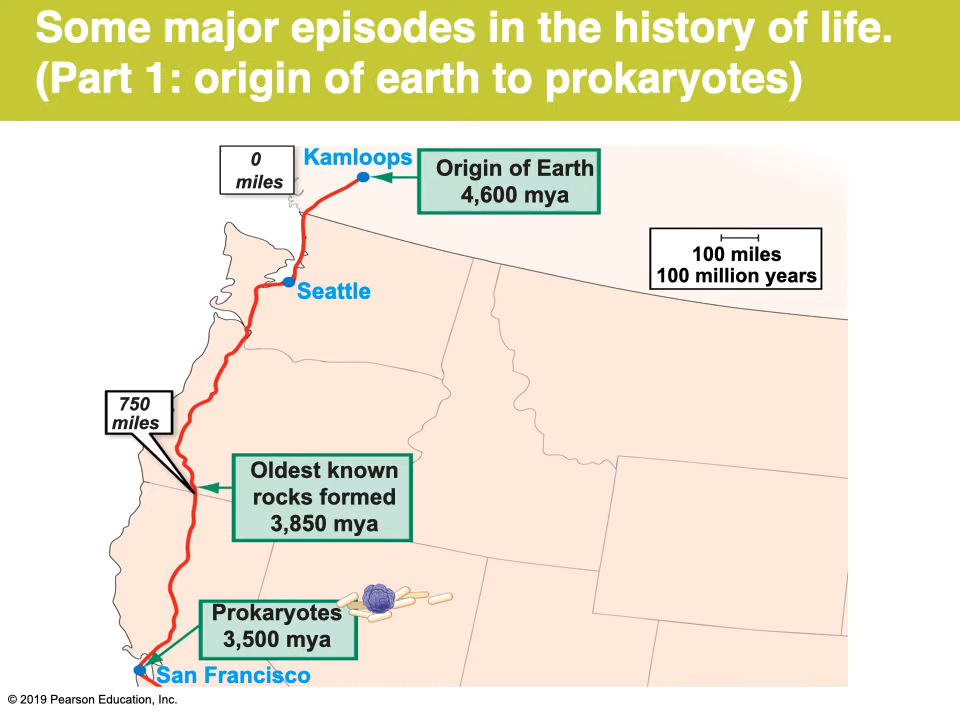 Some major episodes in the history of life.
(Part 1: origin of earth to prokaryotes)
0
miles
Kamloops
Origin of Earth
4,600 mya
100 miles
100 million years
Seattle
750
miles
Oldest known
rocks formed
3,850 mya
Prokaryotes
3,500 mya
San Francisco
© 2019 Pearson Education, Inc.